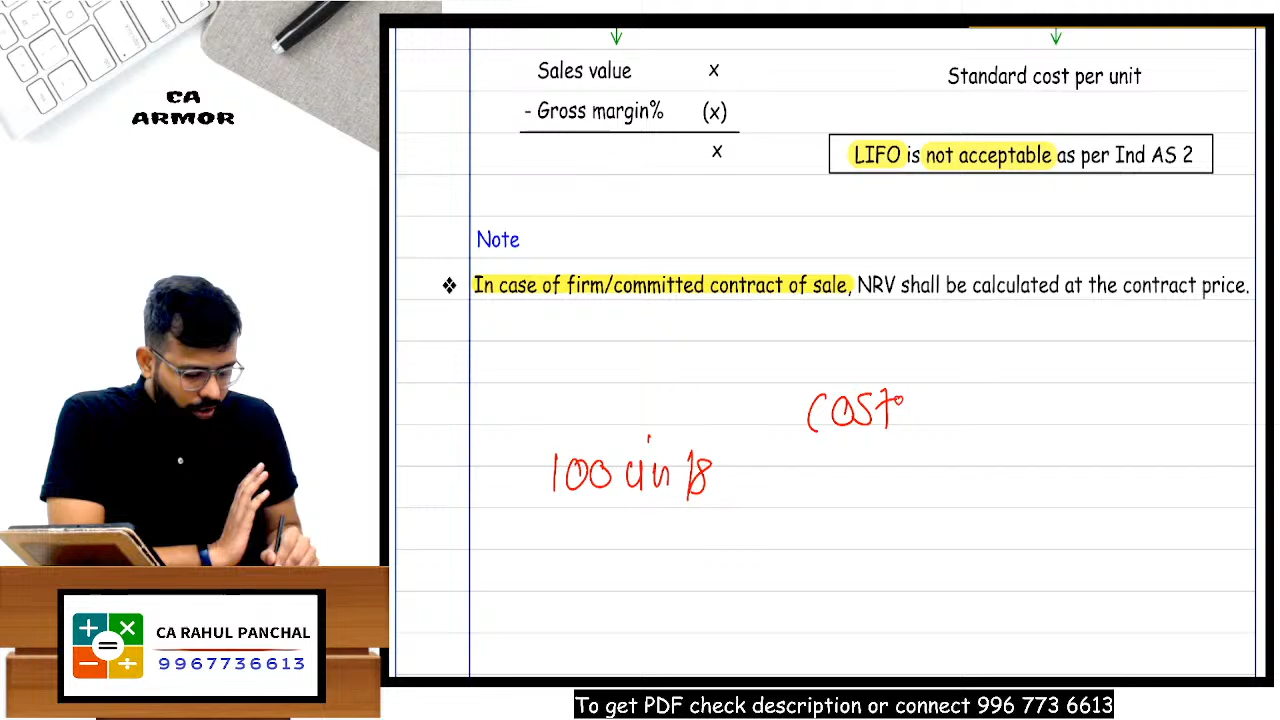 CA
ARMOR
Sales value x
- Gross margin% (x)
x
Standard cost per unit
LIFO is not acceptable as per Ind AS 2
Note
❖ In case of firm/committed contract of sale, NRV shall be calculated at the contract price.
cost
100
CA RAHUL PANCHAL
9967736613
To get PDF check description or connect 996 773 6613